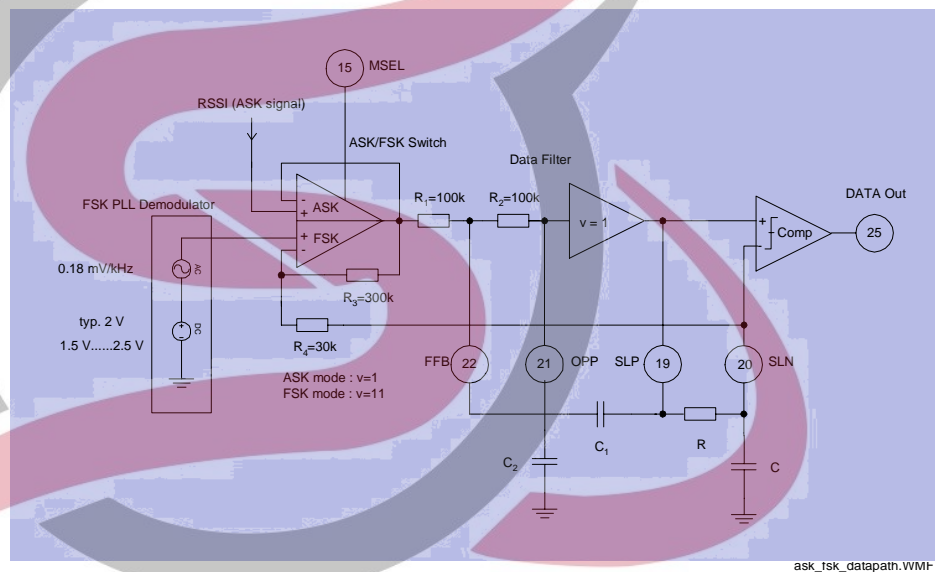 15 MSEL
RSSI (ASK signal)
ASK/FSK Switch
Data Filter
FSK PLL Demodulator
R1=100k
R2=100k
DATA Out
-
+ ASK
+ FSK
-
v = 1
+
-
Comp
25
0.18 mV/kHz
AC
R3=300k
typ. 2 V
1.5 V......2.5 V
+
-
DC
R4=30k
FFB 22
21 OPP
SLP 19
20 SLN
ASK mode : v=1
FSK mode : v=11
C1
R
C2
C
ask_fsk_datapath.WMF